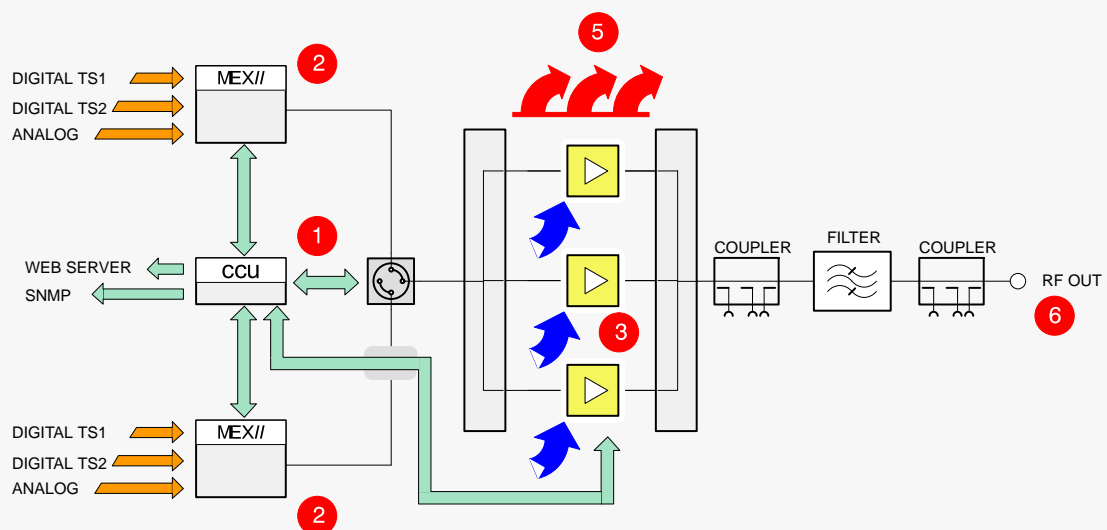 5
2
DIGITAL TS1
MEX//
DIGITAL TS2
ANALOG
1
COUPLER
FILTER
COUPLER
WEB SERVER
ccu
SNMP
RF OUT
6
3
DIGITAL TS1
MEX//
DIGITAL TS2
ANALOG
2